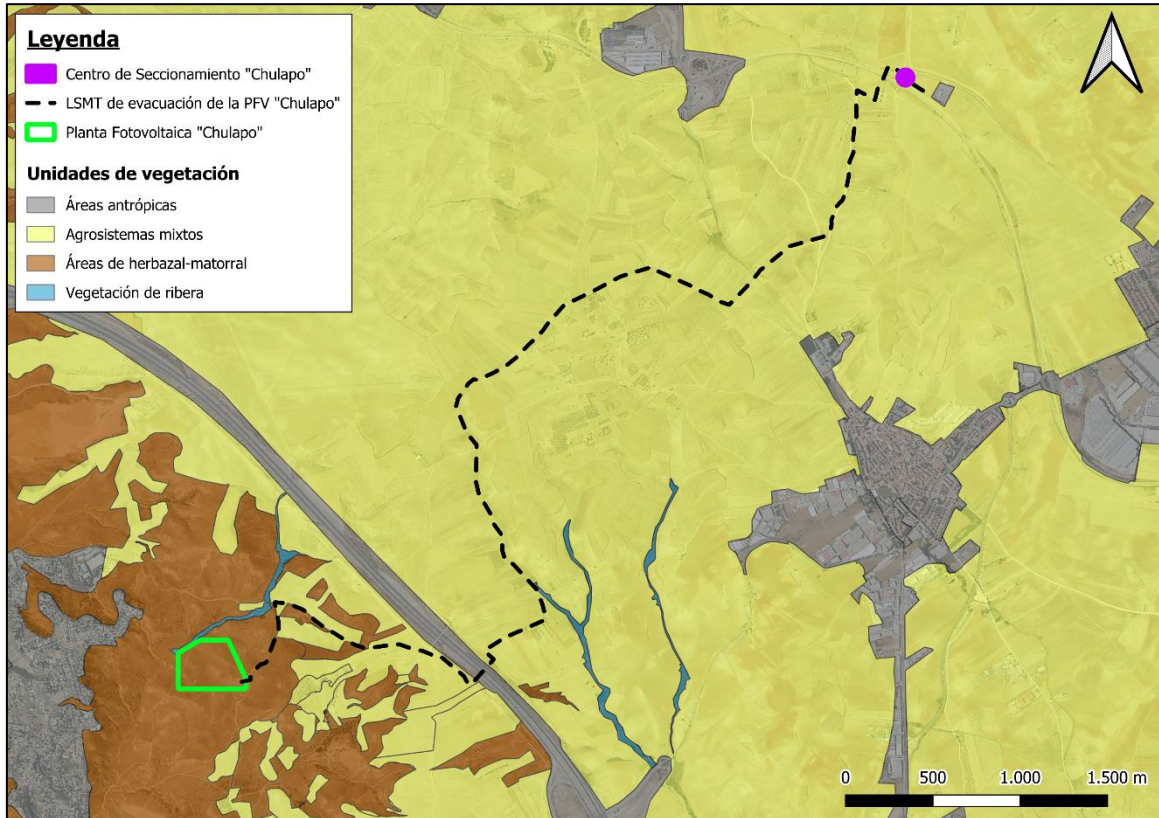 Leyenda
Centro de Seccionamiento "Chulapo"
LSMT de evacuación de la PFV "Chulapo"
Planta Fotovoltaica "Chulapo"
Unidades de vegetación
Áreas antrópicas
Agrosistemas mixtos
Áreas de herbazal-matorral
Vegetación de ribera
0 500 1.000 1.500 m